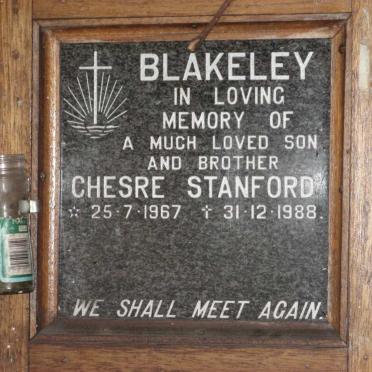 BLAKELEY
IN LOVING
MEMORY OF
A MUCH LOVED SON
AND BROTHER
CHESRE STANFORD
☆ 25·7·1967 ✝ 31·12·1988.
WE SHALL MEET AGAIN.